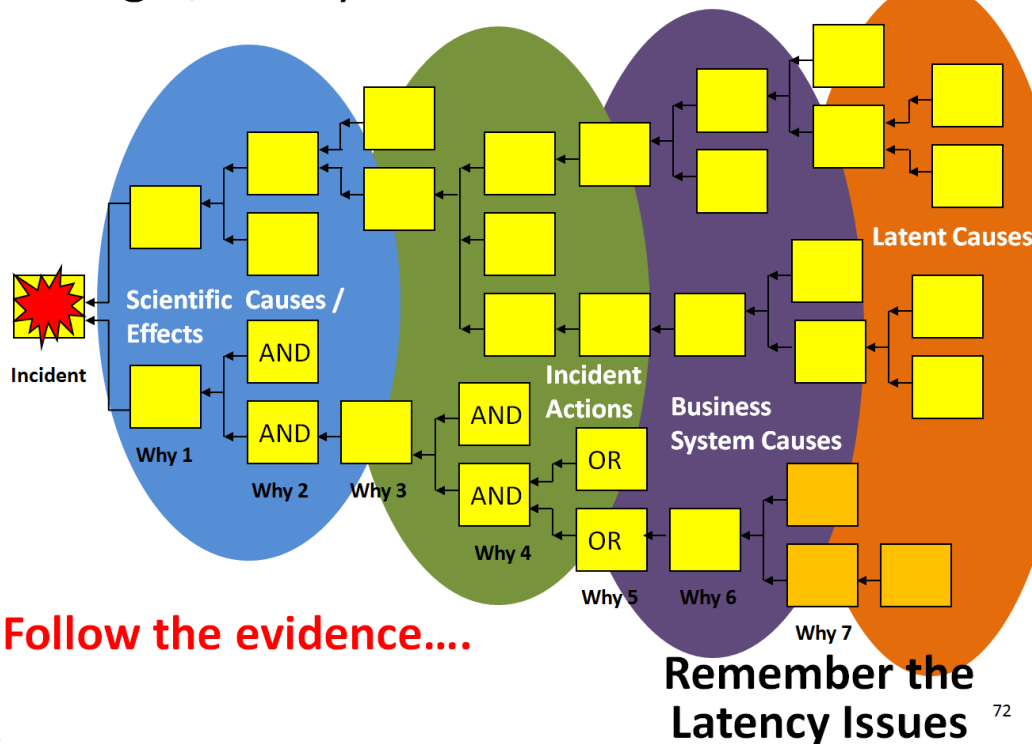 Latent Causes
Scientific Causes /
Effects
Incident
AND
AND
Why 1
Why 2
Why 3
Incident
Actions
AND
AND
OR
OR
Why 4
Why 5
Business
System Causes
Why 6
Why 7
Follow the evidence....
Remember the
Latency Issues
72